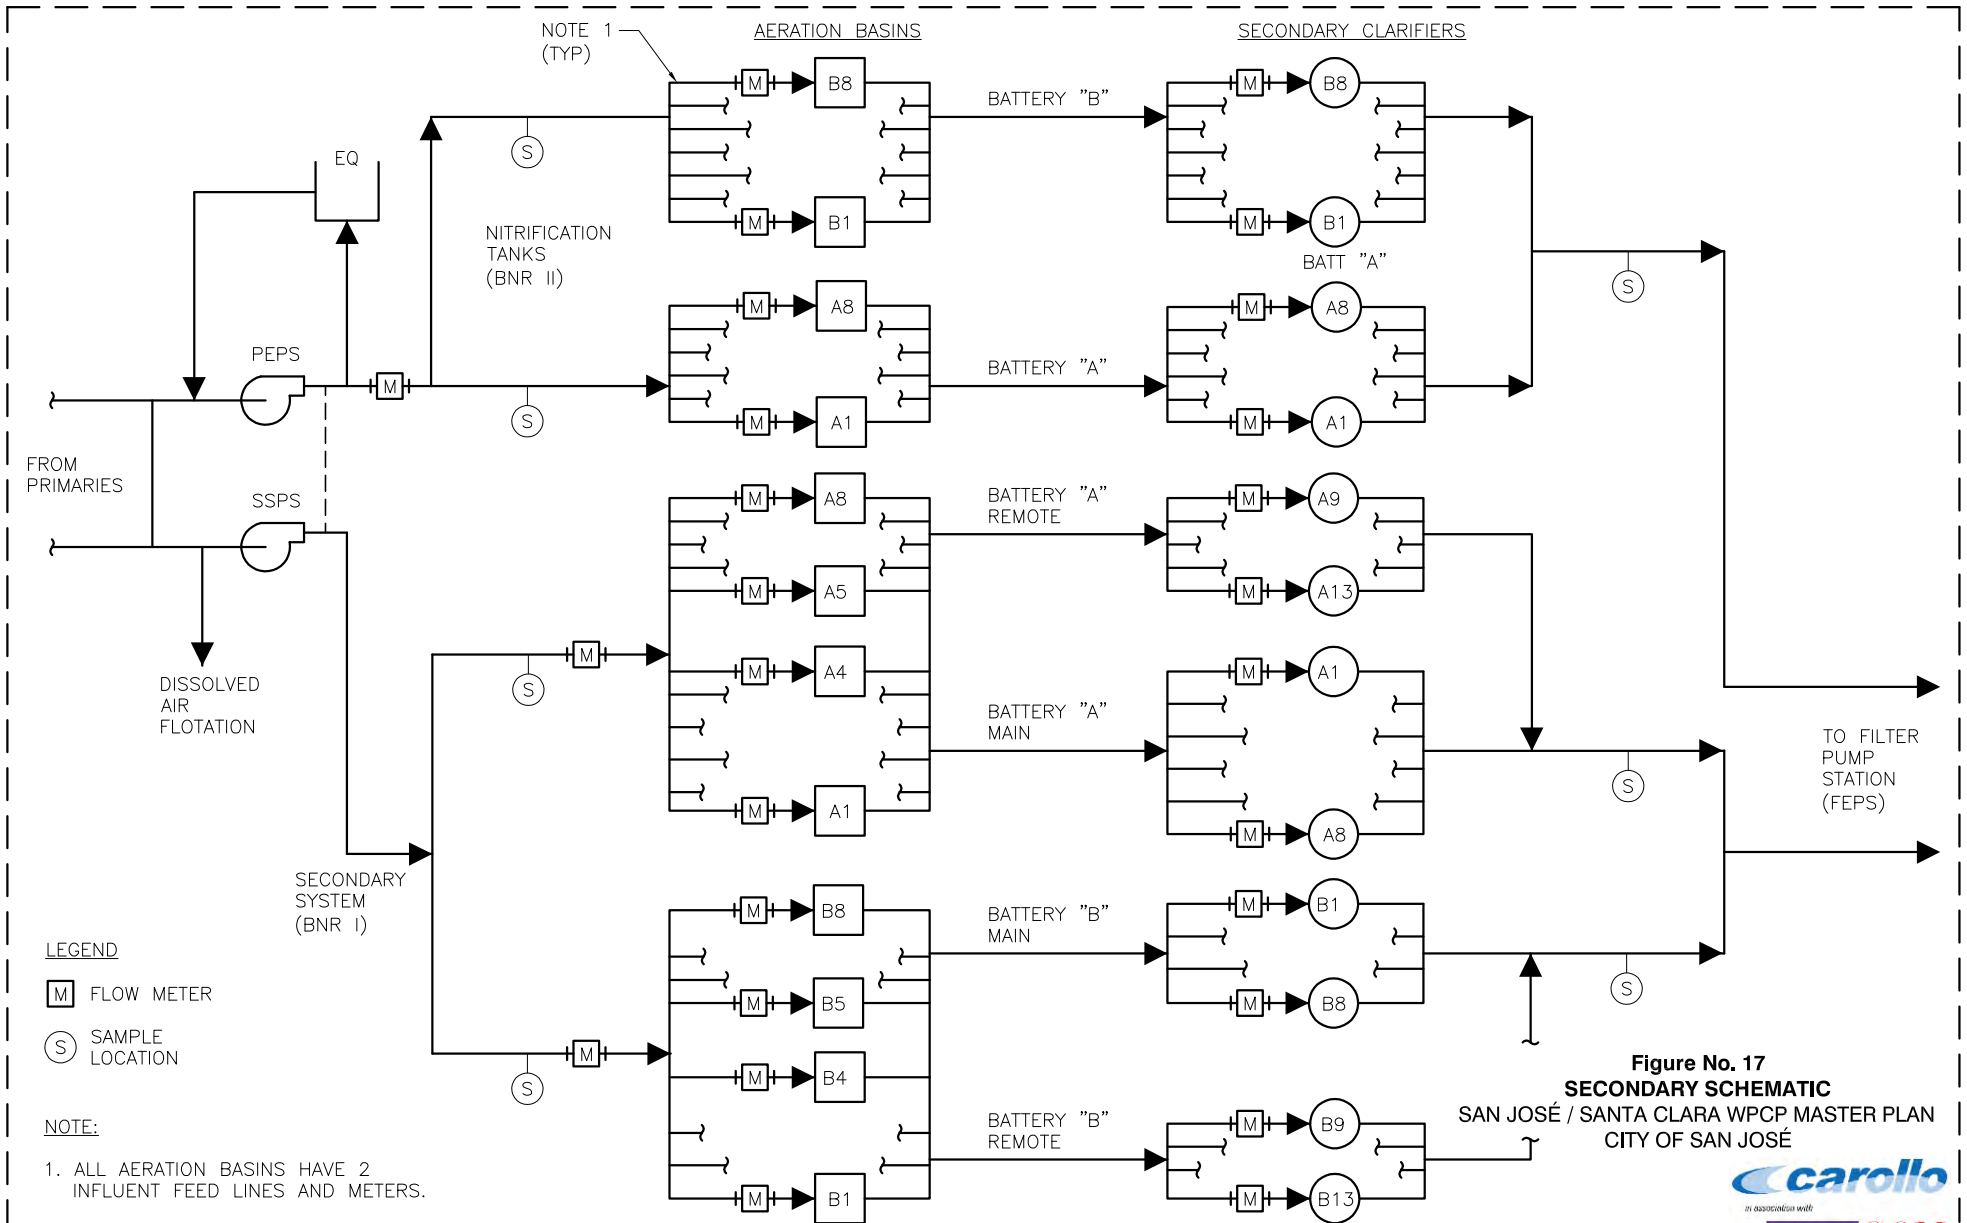 NOTE 1
(TYP)
AERATION BASINS
SECONDARY CLARIFIERS
M
B8
BATTERY "B"
M
B8
EQ
S
M
B1
M
B1
NITRIFICATION
TANKS
(BNR II)
BATT "A"
S
M
A8
M
A8
PEPS
M
BATTERY "A"
S
M
A1
M
A1
FROM
PRIMARIES
SSPS
M
A8
BATTERY "A"
REMOTE
M
A9
M
A5
M
A13
M
S
M
A4
M
A1
DISSOLVED
AIR
FLOTATION
BATTERY "A"
MAIN
S
TO FILTER
PUMP
STATION
(FEPS)
M
A1
M
A8
SECONDARY
SYSTEM
(BNR I)
M
B8
BATTERY "B"
MAIN
M
B1
M
B5
M
B8
S
LEGEND
M FLOW METER
S SAMPLE
LOCATION
M
S
M
B4
BATTERY "B"
REMOTE
M
B9
M
B1
M
B13
NOTE:
1. ALL AERATION BASINS HAVE 2
INFLUENT FEED LINES AND METERS.
Figure No. 17
SECONDARY SCHEMATIC
SAN JOSÉ / SANTA CLARA WPCP MASTER PLAN
CITY OF SAN JOSÉ
carollo
in association with